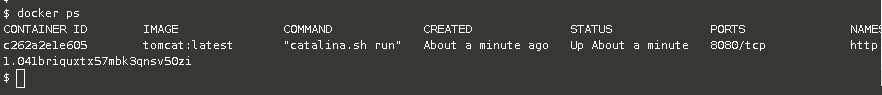 $ docker ps
CONTAINER ID        IMAGE               COMMAND             CREATED              STATUS              PORTS               NAMES
c262a2e1e605        tomcat:latest       "catalina.sh run"   About a minute ago   Up About a minute   8080/tcp            http
1.041briquxtx57mbk3qnsv50zi
$